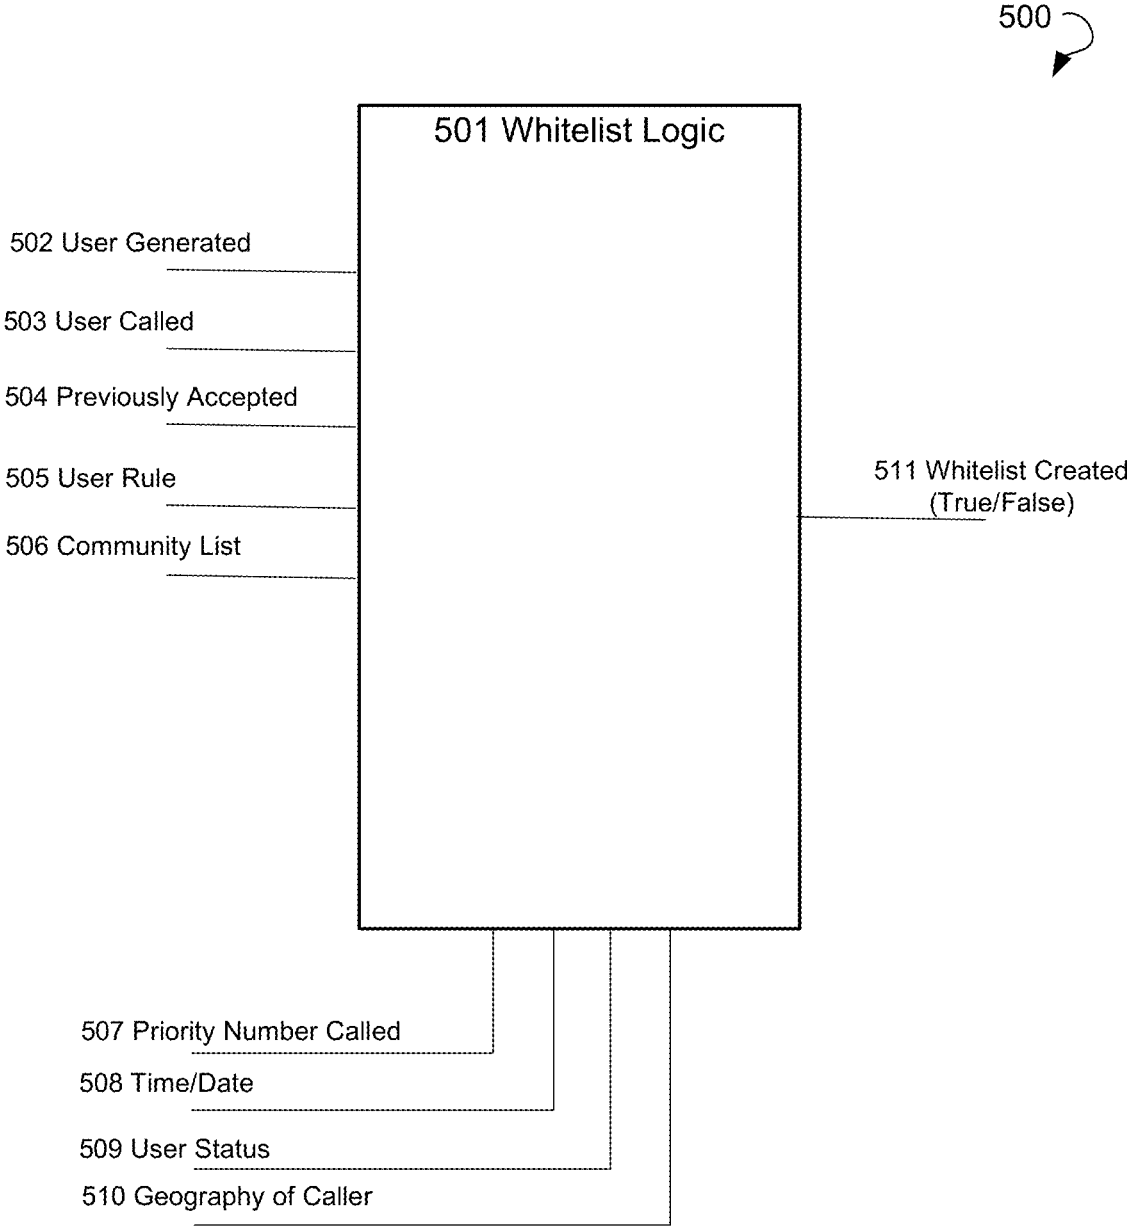 500
501 Whitelist Logic
502 User Generated
503 User Called
504 Previously Accepted
505 User Rule
506 Community List
511 Whitelist Created
(True/False)
507 Priority Number Called
508 Time/Date
509 User Status
510 Geography of Caller